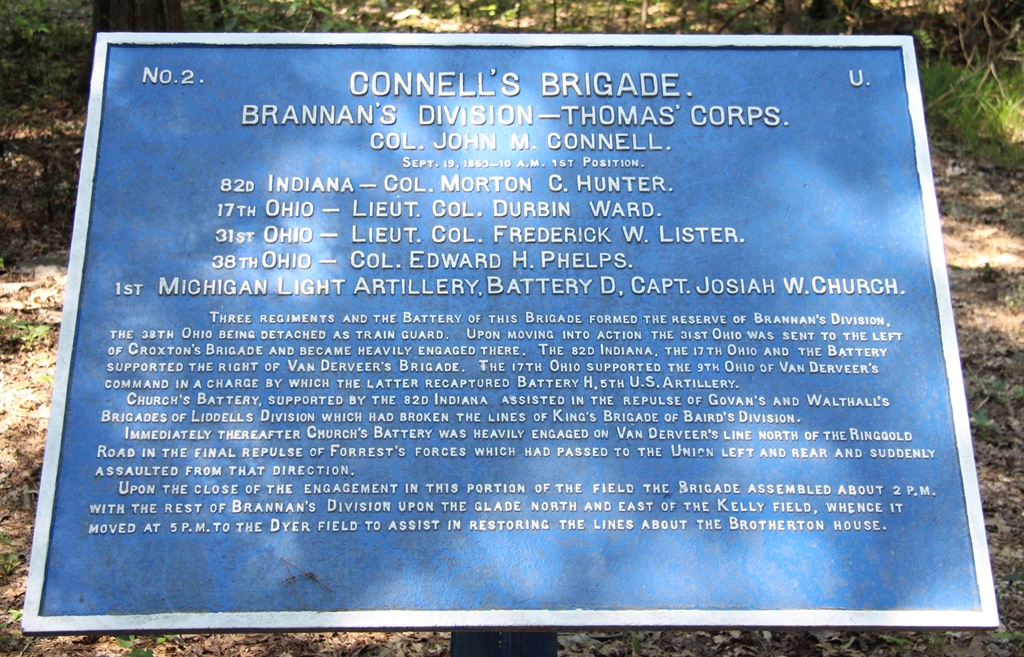 No. 2.
U.
CONNELL'S BRIGADE.
BRANNAN'S DIVISION—THOMAS' CORPS.
COL. JOHN M. CONNELL.
SEPT. 19, 1863—10 A.M. 1ST POSITION.
82D INDIANA — COL. MORTON C. HUNTER.
17TH OHIO — LIEUT. COL. DURBIN WARD.
31ST OHIO — LIEUT. COL. FREDERICK W. LISTER.
38TH OHIO — COL. EDWARD H. PHELPS.
1ST MICHIGAN LIGHT ARTILLERY, BATTERY D, CAPT. JOSIAH W. CHURCH.
THREE REGIMENTS AND THE BATTERY OF THIS BRIGADE FORMED THE RESERVE OF BRANNAN'S DIVISION,
THE 38TH OHIO BEING DETACHED AS TRAIN GUARD. UPON MOVING INTO ACTION THE 31ST OHIO WAS SENT TO THE LEFT
OF CROXTON'S BRIGADE AND BECAME HEAVILY ENGAGED THERE. THE 82D INDIANA, THE 17TH OHIO AND THE BATTERY
SUPPORTED THE RIGHT OF VAN DERVEER'S BRIGADE. THE 17TH OHIO SUPPORTED THE 9TH OHIO OF VAN DERVEER'S
COMMAND IN A CHARGE BY WHICH THE LATTER RECAPTURED BATTERY H, 5TH U.S. ARTILLERY.
CHURCH'S BATTERY, SUPPORTED BY THE 82D INDIANA ASSISTED IN THE REPULSE OF GOVAN'S AND WALTHALL'S
BRIGADES OF LIDDELLS DIVISION WHICH HAD BROKEN THE LINES OF KING'S BRIGADE OF BAIRD'S DIVISION.
IMMEDIATELY THEREAFTER CHURCH'S BATTERY WAS HEAVILY ENGAGED ON VAN DERVEER'S LINE NORTH OF THE RINGGOLD
ROAD IN THE FINAL REPULSE OF FORREST'S FORCES WHICH HAD PASSED TO THE UNION LEFT AND REAR AND SUDDENLY
ASSAULTED FROM THAT DIRECTION.
UPON THE CLOSE OF THE ENGAGEMENT IN THIS PORTION OF THE FIELD THE BRIGADE ASSEMBLED ABOUT 2 P.M.
WITH THE REST OF BRANNAN'S DIVISION UPON THE GLADE NORTH AND EAST OF THE KELLY FIELD, WHENCE IT
MOVED AT 5 P.M. TO THE DYER FIELD TO ASSIST IN RESTORING THE LINES ABOUT THE BROTHERTON HOUSE.